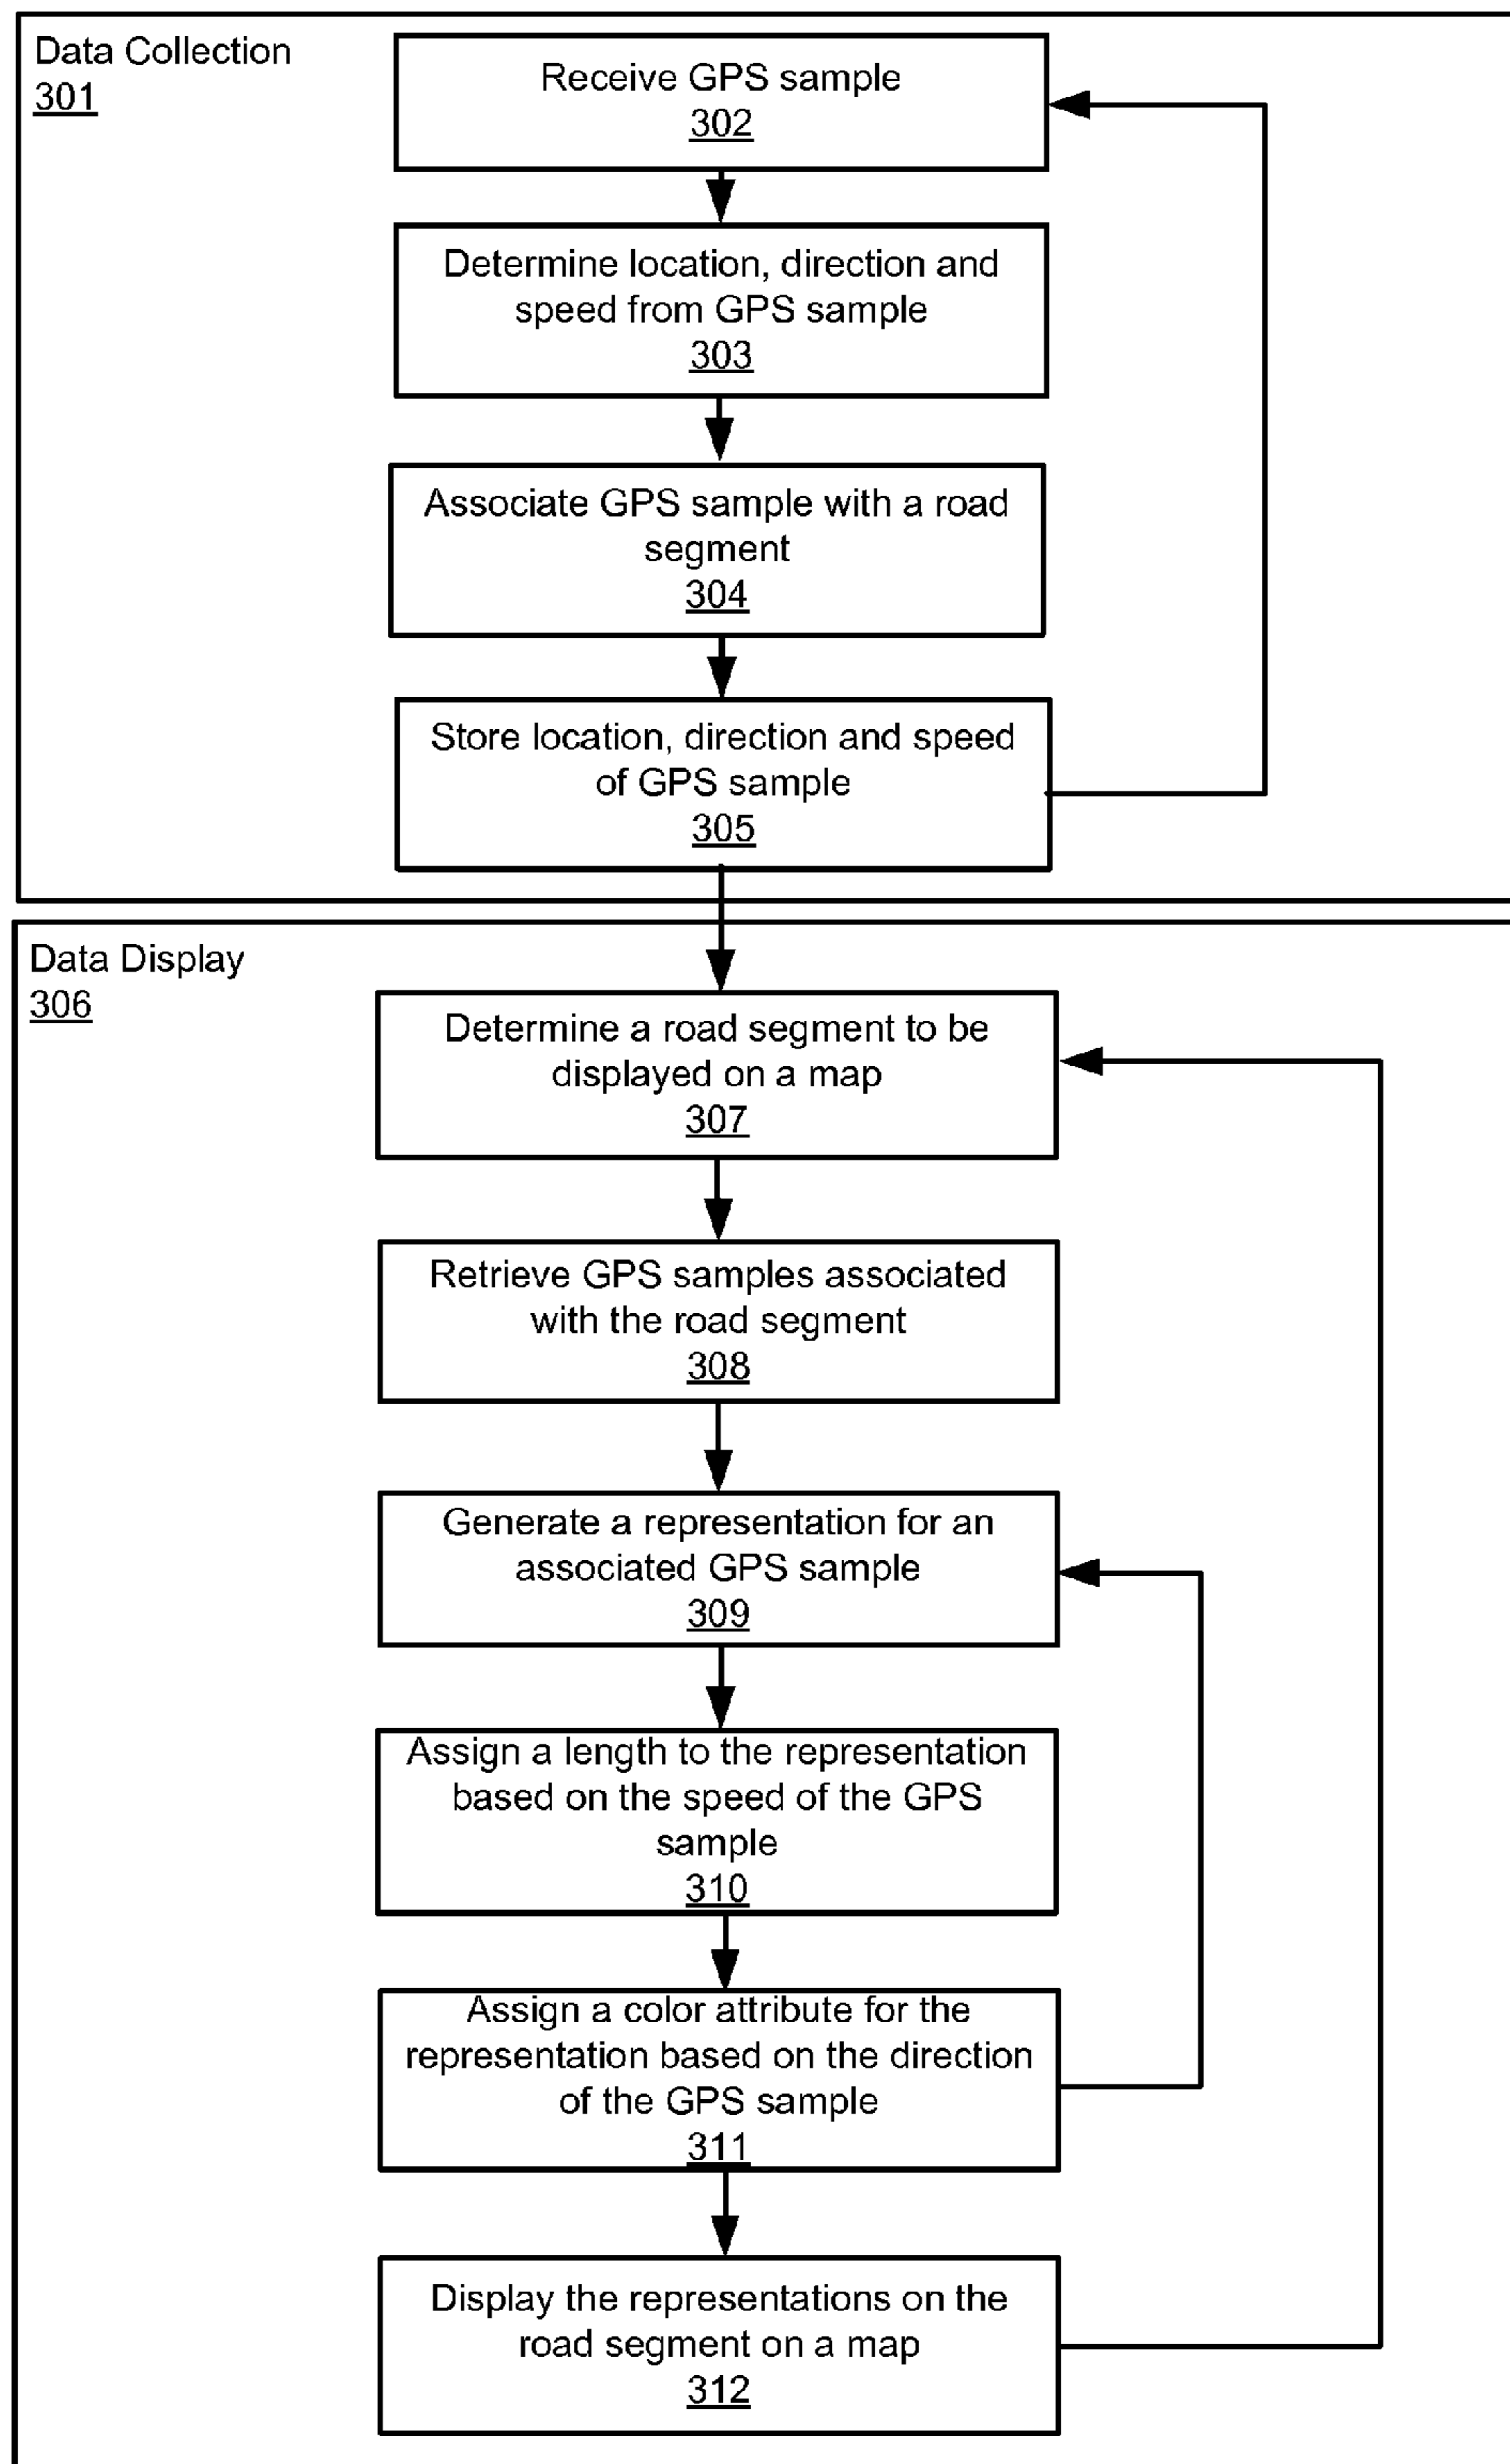 Data Collection
301
Receive GPS sample
302
Determine location, direction and
speed from GPS sample
303
Associate GPS sample with a road
segment
304
Store location, direction and speed
of GPS sample
305
Data Display
306
Determine a road segment to be
displayed on a map
307
Retrieve GPS samples associated
with the road segment
308
Generate a representation for an
associated GPS sample
309
Assign a length to the representation
based on the speed of the GPS
sample
310
Assign a color attribute for the
representation based on the direction
of the GPS sample
311
Display the representations on the
road segment on a map
312